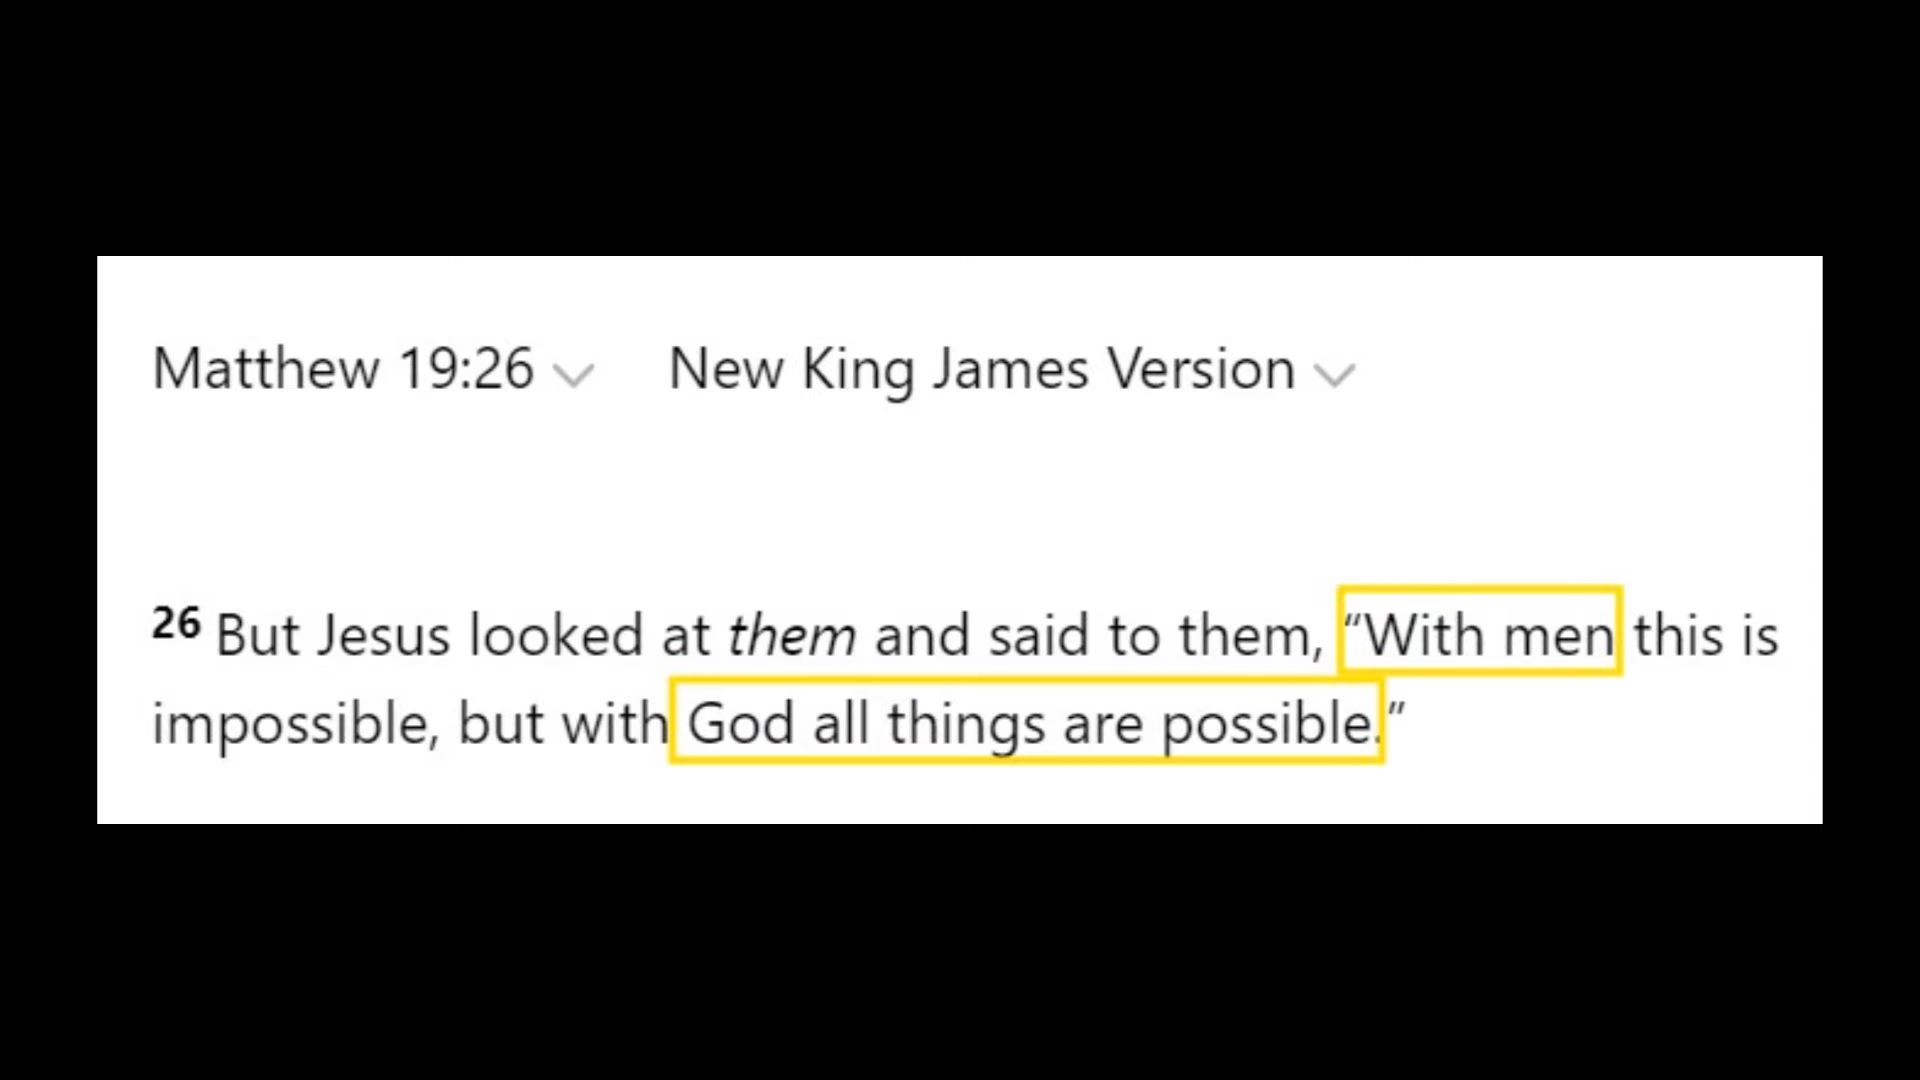 Matthew 19:26 New King James Version
26 But Jesus looked at them and said to them, “With men this is
impossible, but with God all things are possible.”